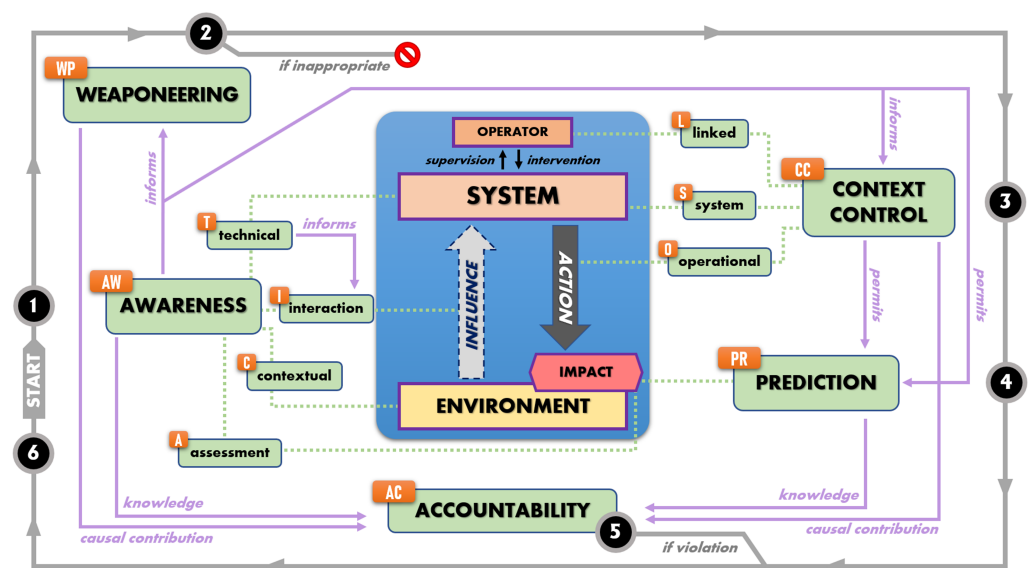 2
if inappropriate
WP
WEAPONEERING
OPERATOR
supervision
intervention
SYSTEM
L
linked
informs
CC
CONTEXT
CONTROL
S
system
3
informs
T
technical
informs
O
operational
AW
AWARENESS
I
interaction
INFLUENCE
ACTION
1
START
permits
permits
C
contextual
IMPACT
PR
PREDICTION
4
ENVIRONMENT
6
A
assessment
AC
ACCOUNTABILITY
knowledge
causal contribution
knowledge
causal contribution
5
if violation